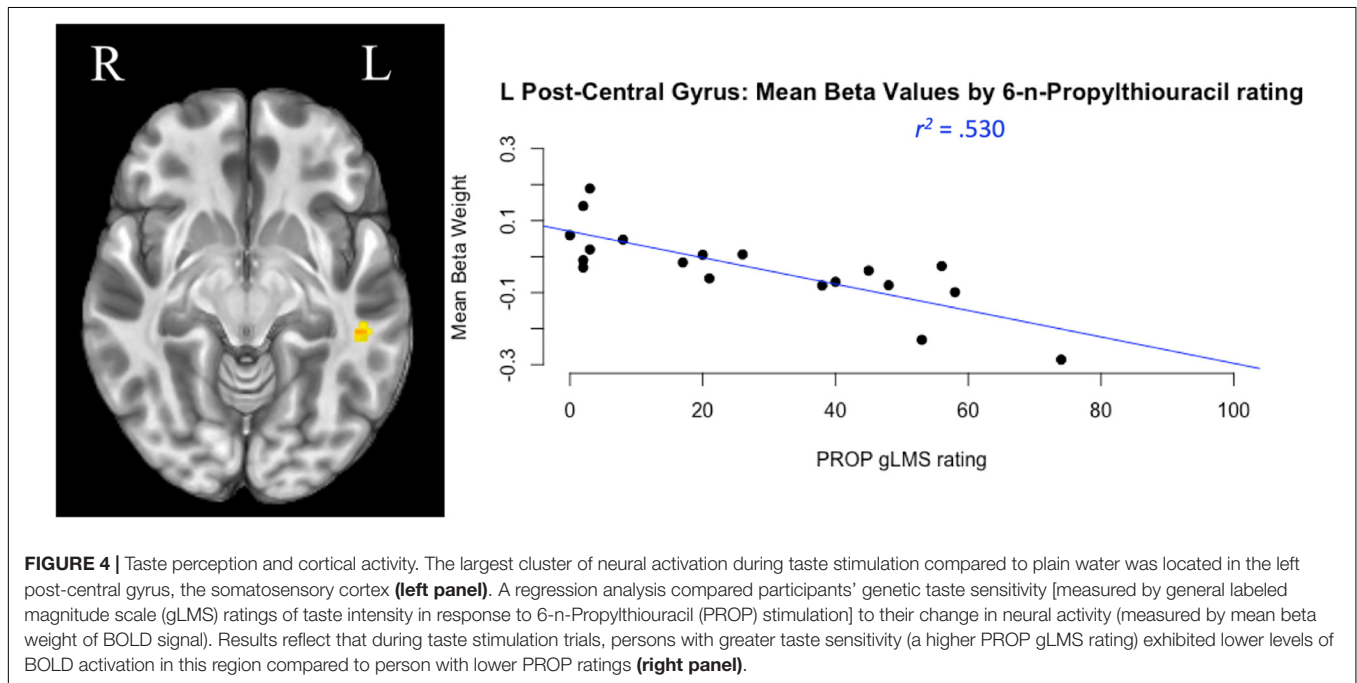 R L
L Post-Central Gyrus: Mean Beta Values by 6-n-Propylthiouracil rating
r² = .530
Mean Beta Weight
0.3
0.1
-0.1
-0.3
0 20 40 60 80 100
PROP gLMS rating
FIGURE 4 | Taste perception and cortical activity. The largest cluster of neural activation during taste stimulation compared to plain water was located in the left
post-central gyrus, the somatosensory cortex (left panel). A regression analysis compared participants’ genetic taste sensitivity [measured by general labeled
magnitude scale (gLMS) ratings of taste intensity in response to 6-n-Propylthiouracil (PROP) stimulation] to their change in neural activity (measured by mean beta
weight of BOLD signal). Results reflect that during taste stimulation trials, persons with greater taste sensitivity (a higher PROP gLMS rating) exhibited lower levels of
BOLD activation in this region compared to person with lower PROP ratings (right panel).